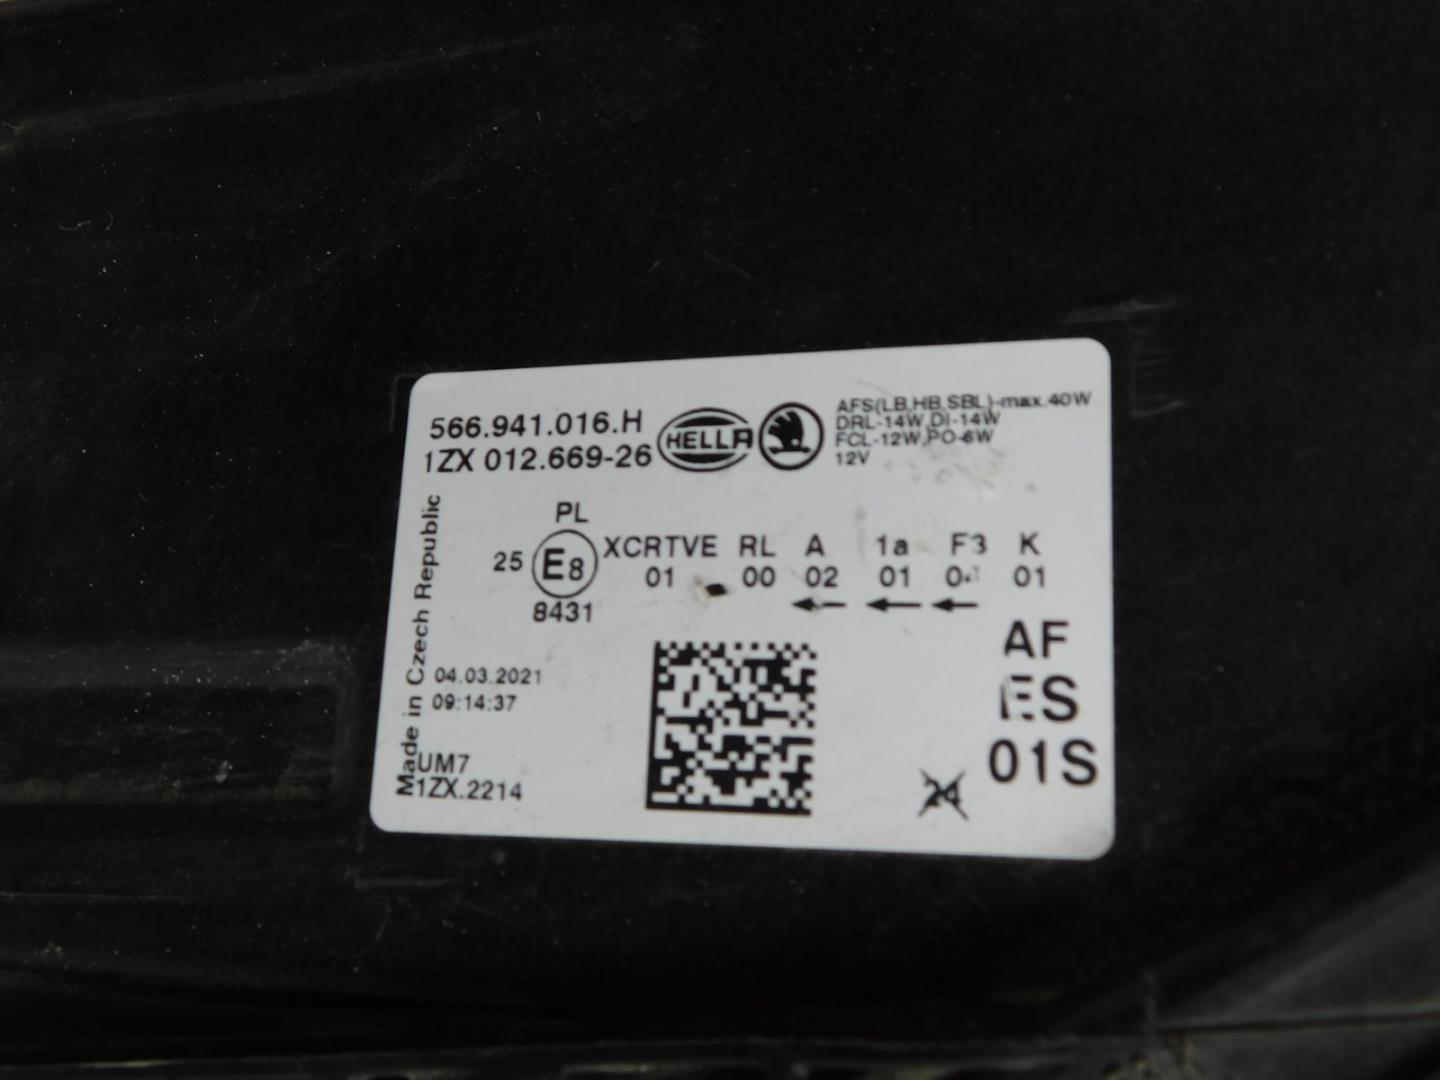 566.941.016.H
1ZX 012.669-26
HELLA
AFS(LB,HB,SBL)-max.40W
DRL-14W,DI-14W
FCL-12W,PO-6W
12V
Made in Czech Republic
PL
25 E8 XCRTVE RL A 1a F3 K
01 00 02 01 01
8431
04.03.2021
09:14:37
UM7
1ZX.2214
AF
ES
01S
24